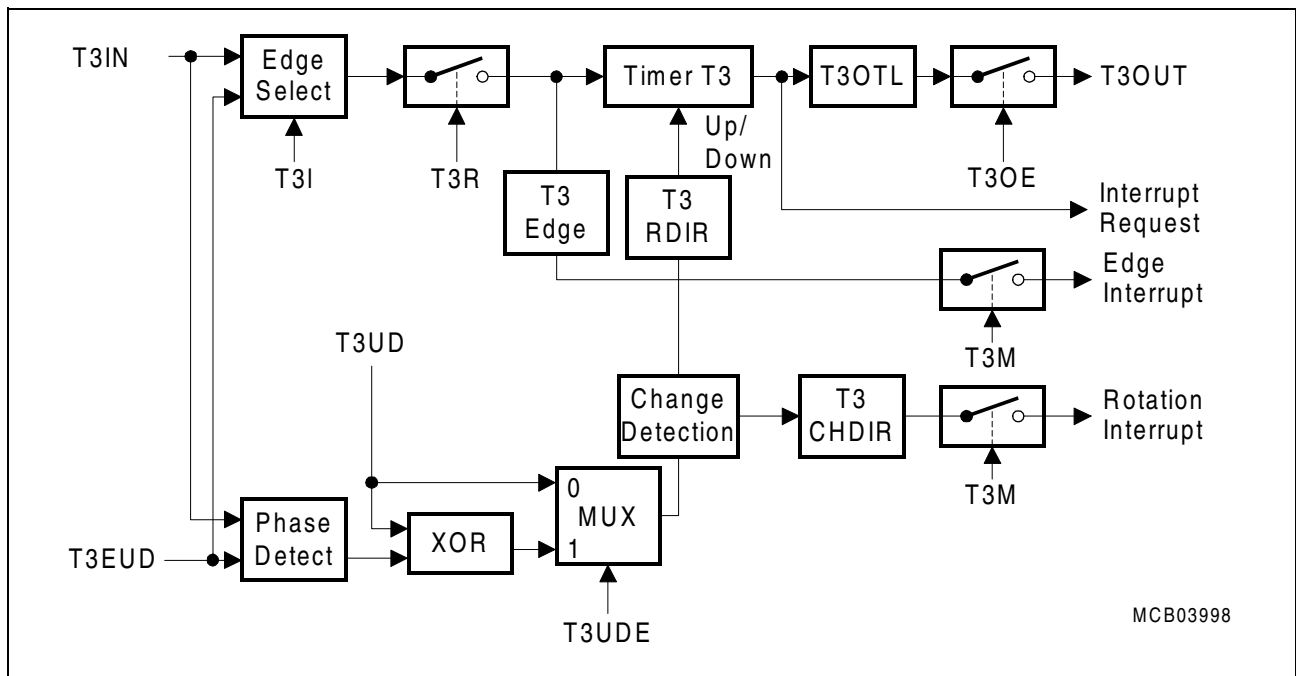 T3IN
Edge
Select
Timer T3
T3OTL
T3OUT
Up/
Down
T3I
T3R
T3OE
T3
Edge
T3
RDIR
Interrupt
Request
Edge
Interrupt
T3UD
T3M
Change
Detection
T3
CHDIR
Rotation
Interrupt
0
MUX
1
T3M
Phase
Detect
XOR
T3EUD
T3UDE
MCB03998